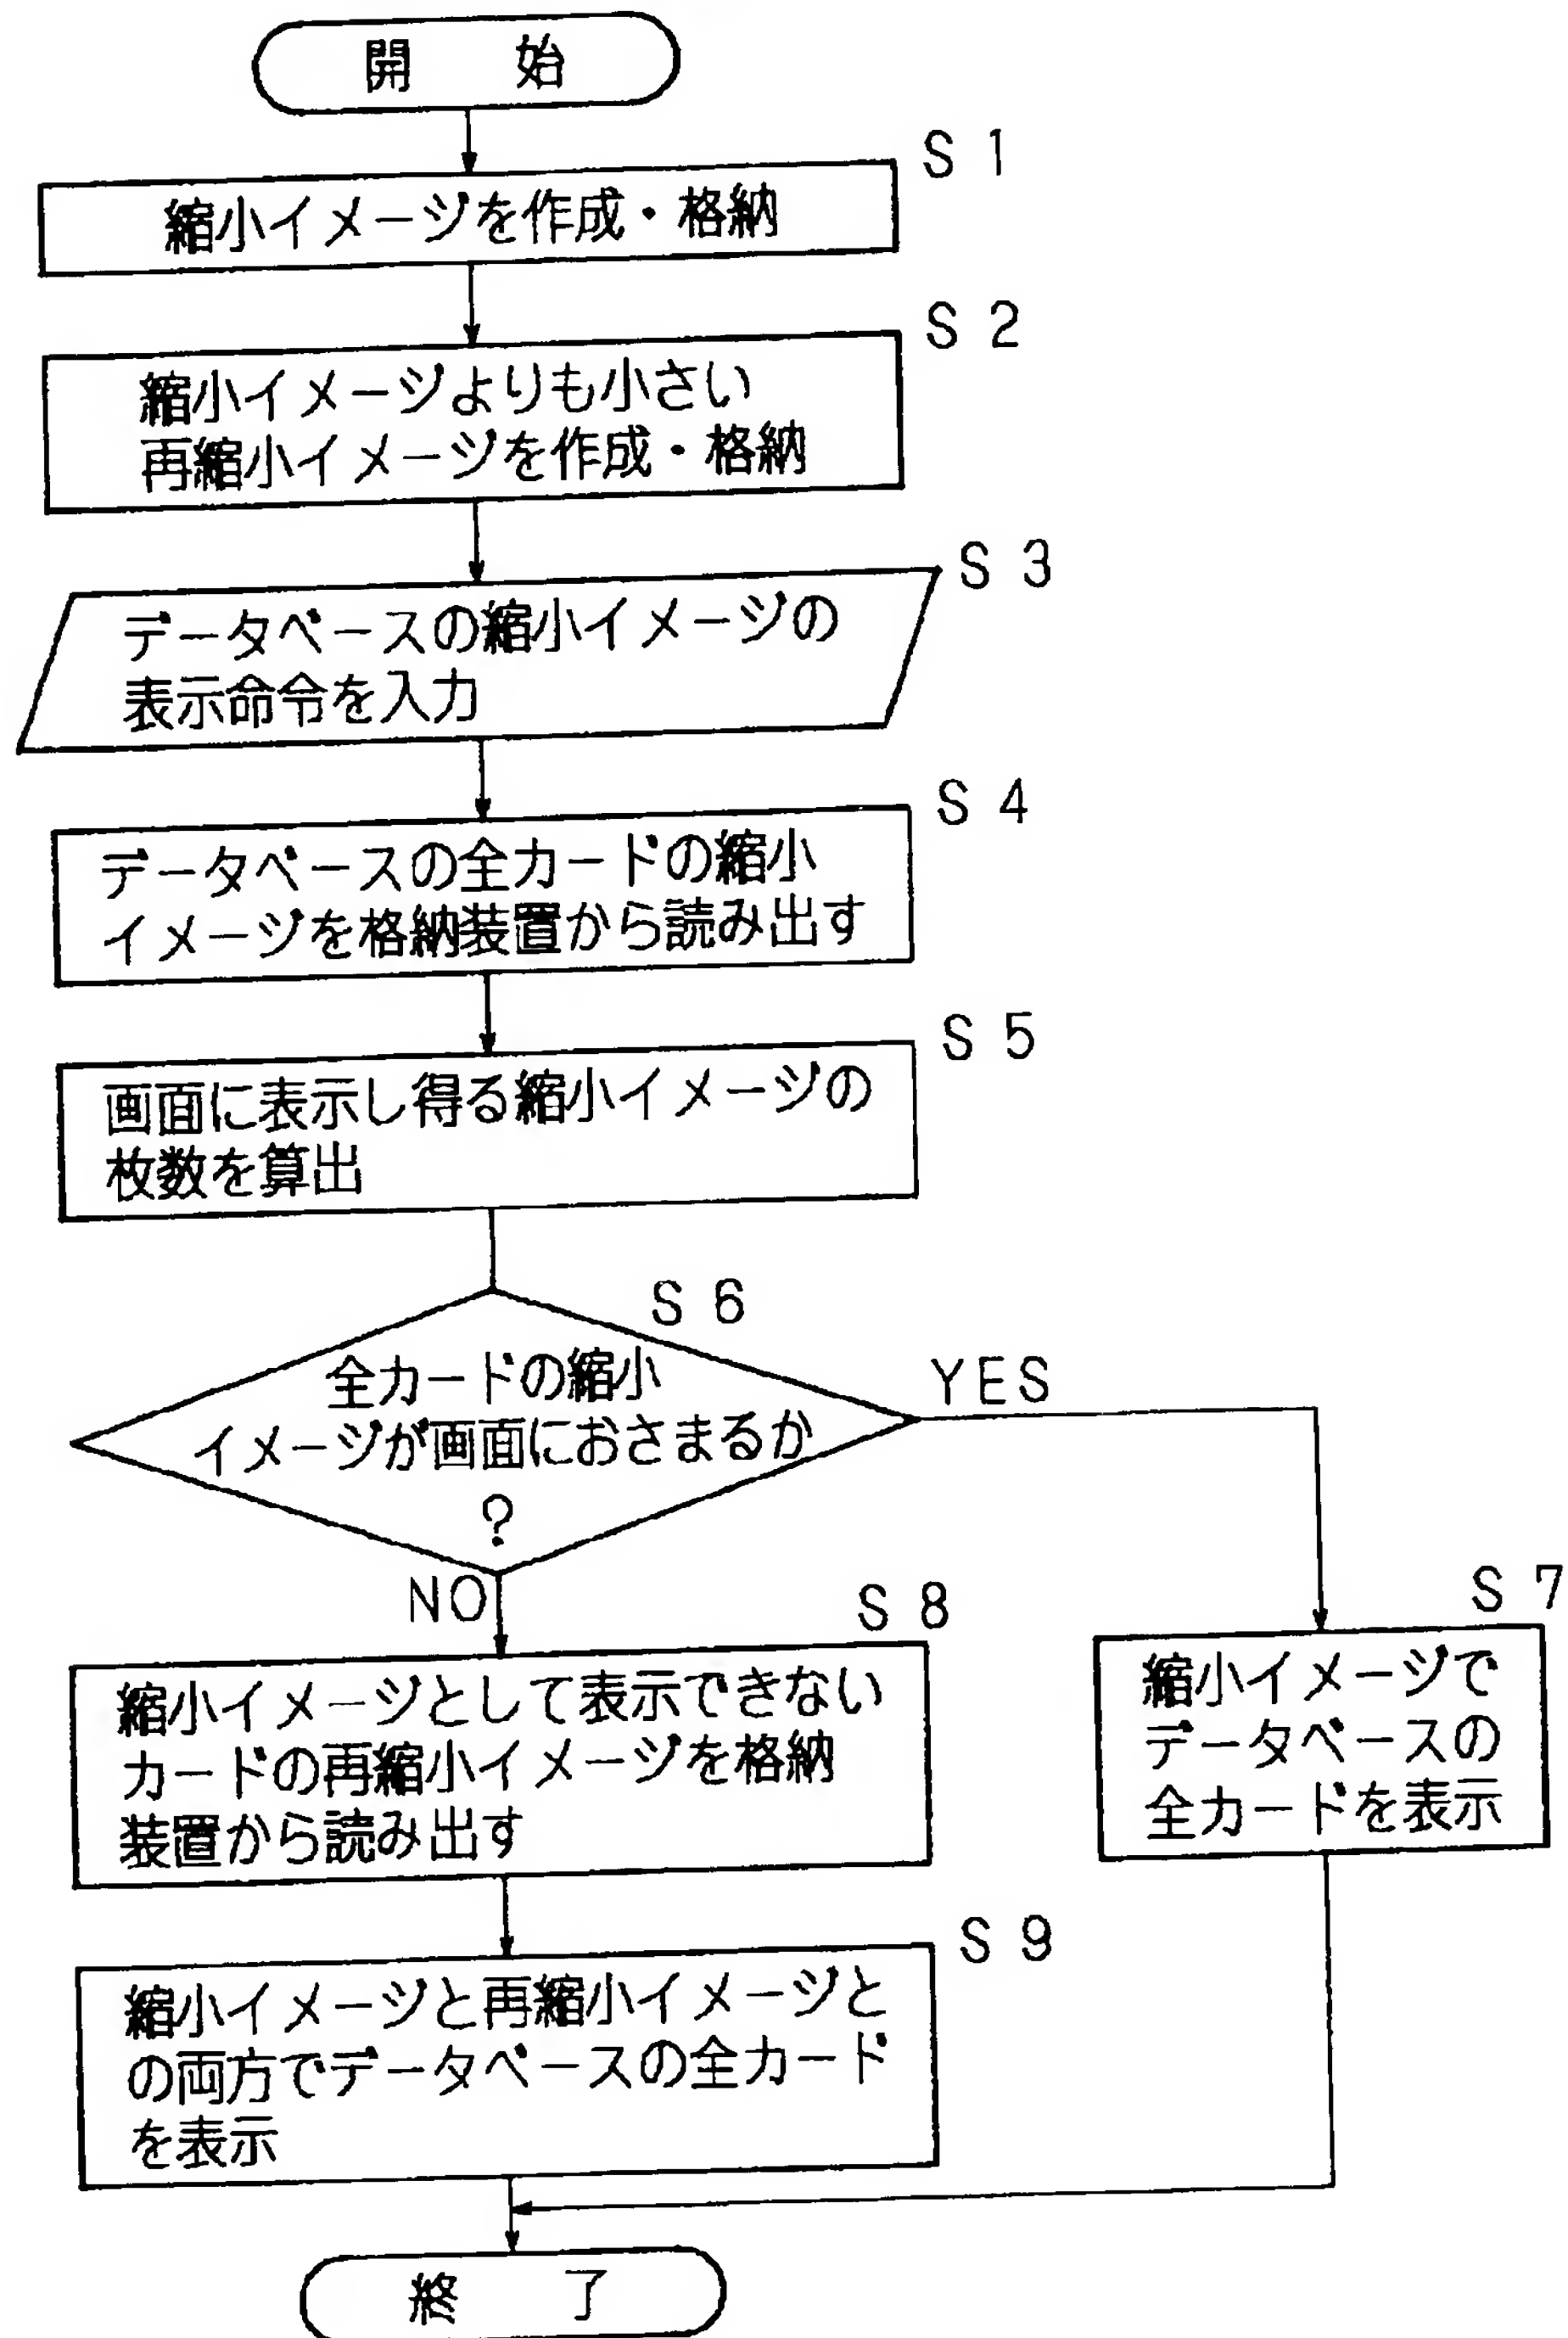 開 始
S 1
縮小イメージを作成・格納
S 2
縮小イメージよりも小さい
再縮小イメージを作成・格納
S 3
データベースの縮小イメージの
表示命令を入力
S 4
データベースの全カードの縮小
イメージを格納装置から読み出す
S 5
画面に表示し得る縮小イメージの
枚数を算出
S 6
全カードの縮小
イメージが画面におさまるか
?
YES
NO
S 7
縮小イメージで
データベースの
全カードを表示
S 8
縮小イメージとして表示できない
カードの再縮小イメージを格納
装置から読み出す
S 9
縮小イメージと再縮小イメージと
の両方でデータベースの全カード
を表示
終 了